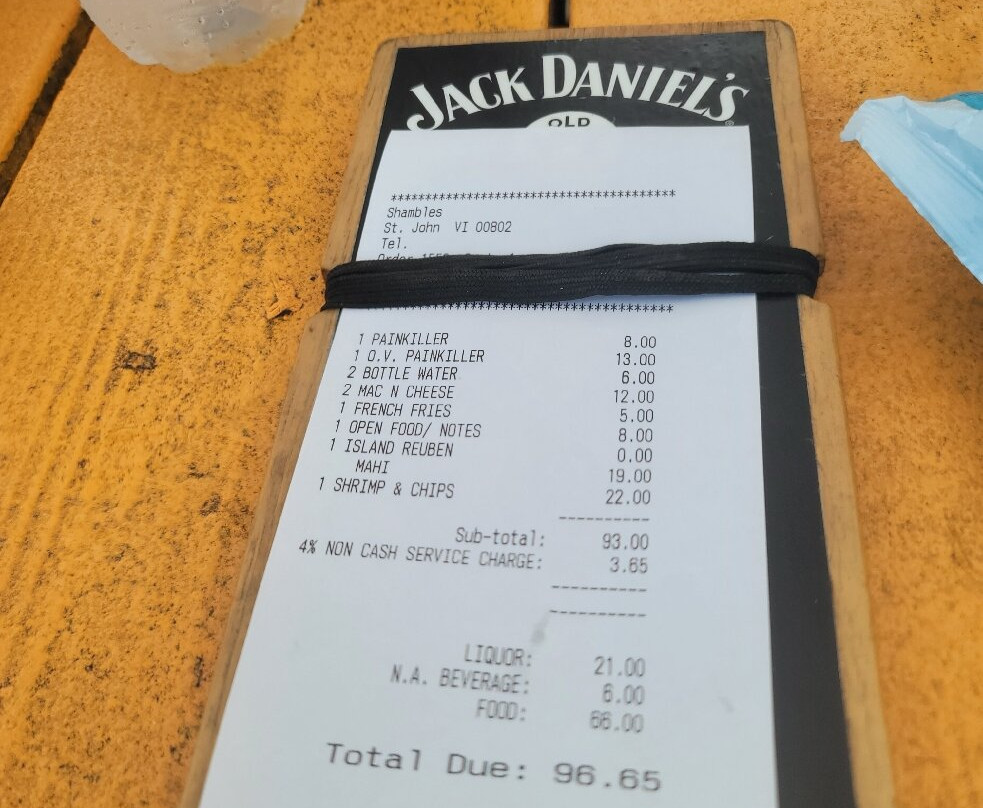 JACK DANIEL'S
OLD
****************************************
Shambles
St. John VI 00802
Tel.
****************************************
1 PAINKILLER 8.00
1 O.V. PAINKILLER 13.00
2 BOTTLE WATER 6.00
2 MAC N CHEESE 12.00
1 FRENCH FRIES 5.00
1 OPEN FOOD/ NOTES 8.00
1 ISLAND REUBEN 0.00
MAHI 19.00
1 SHRIMP & CHIPS 22.00
----------
Sub-total: 93.00
4% NON CASH SERVICE CHARGE: 3.65
----------
----------
LIQUOR: 21.00
N.A. BEVERAGE: 6.00
FOOD: 66.00
Total Due: 96.65